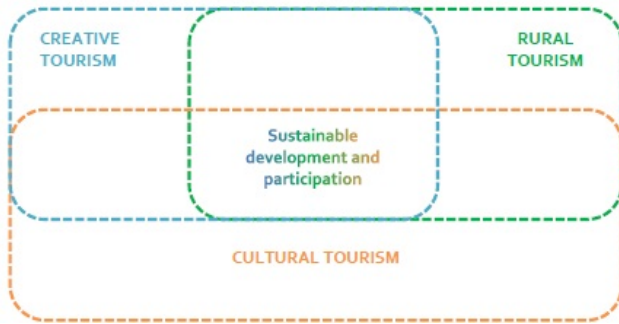 CREATIVE
TOURISM
RURAL
TOURISM
Sustainable
development and
participation
CULTURAL TOURISM